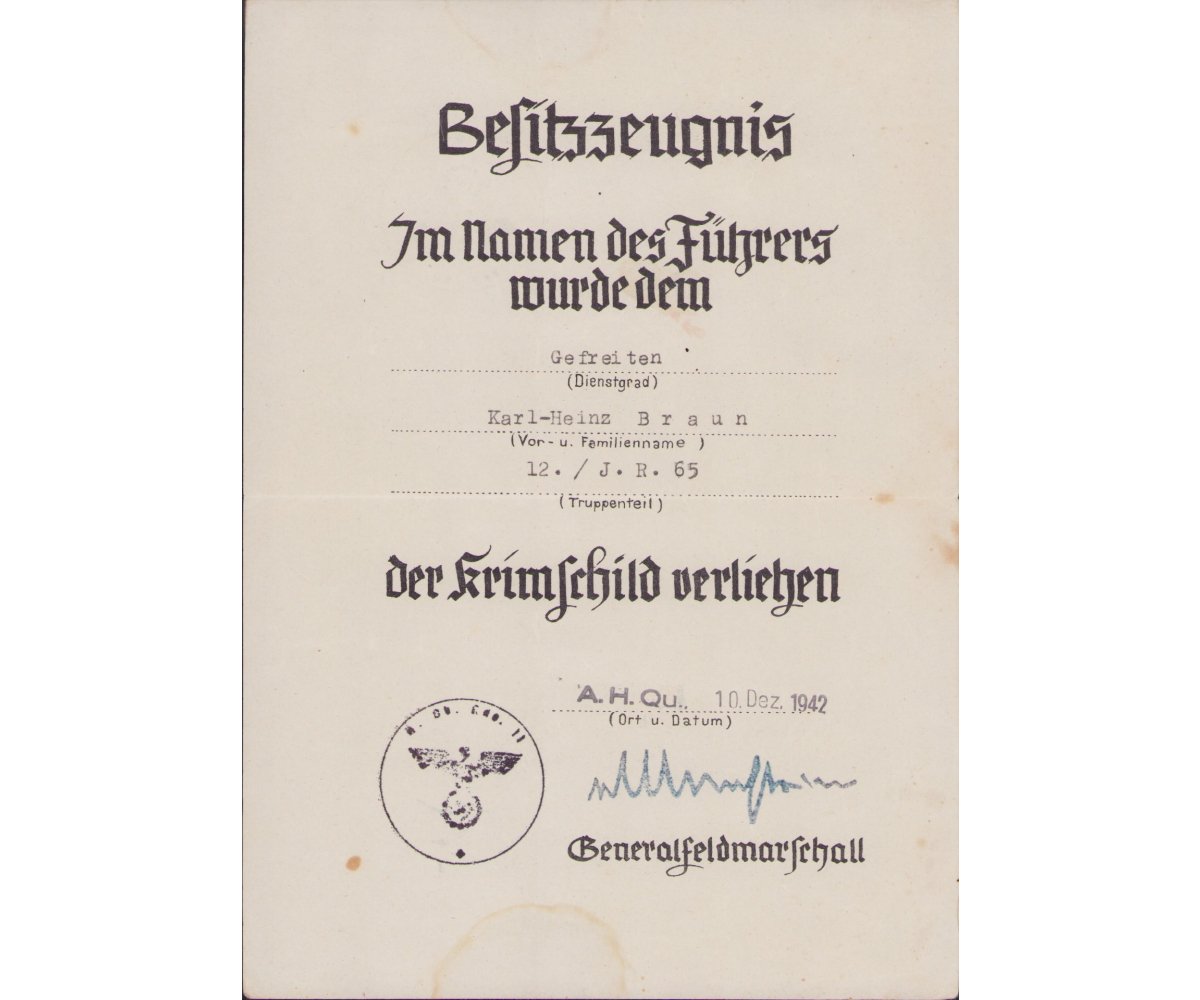 Besitzzeugnis
Im Namen des Führers
wurde dem
Gefreiten
(Dienstgrad)
Karl-Heinz B r a u n
(Vor- u. Familienname )
12. / J. R. 65
( Truppenteil )
der Krimschild verliehen
A. H. Qu., 10. Dez. 1942
(Ort u. Datum)
Generalfeldmarschall